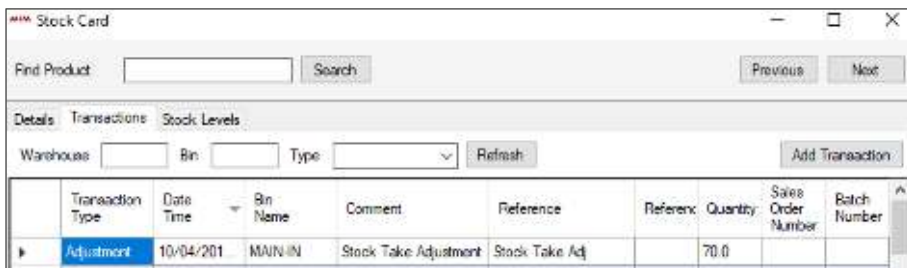 MIM Stock Card
Find Product Search Previous Next
Details Transactions Stock Levels
Warehouse Bin Type Refresh Add Transaction
Transaction Type Date Time Bin Name Comment Reference Referenc Quantity Sales Order Number Batch Number
Adjustment 10/04/201... MAIN-IN Stock Take Adjustment Stock Take Adj 70.0